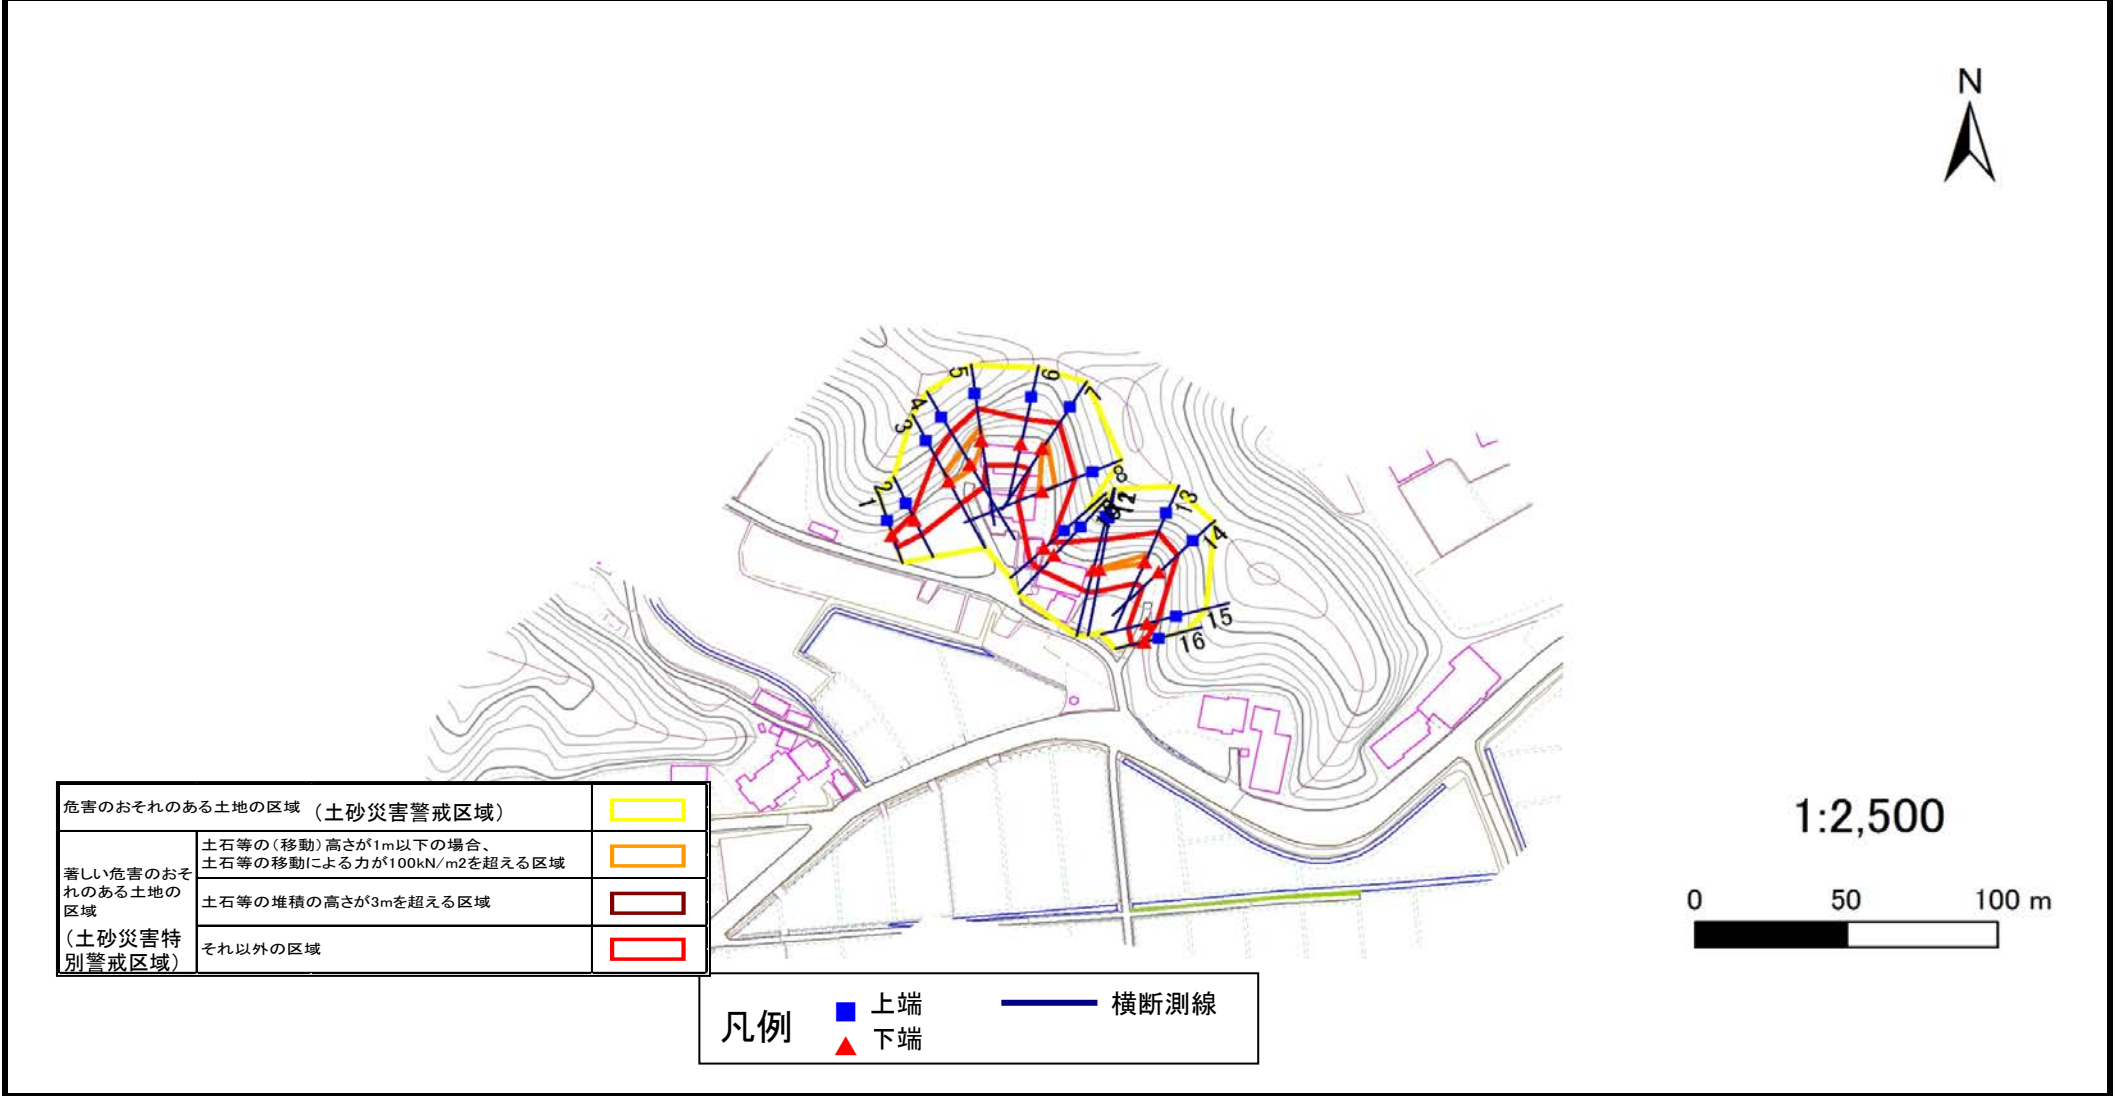 N
5
6
7
4
3
8
2
1
12
13
14
15
16
1:2,500
0 50 100 m
危害のおそれのある土地の区域 (土砂災害警戒区域)
著しい危害のおそ
れのある土地の
区域
(土砂災害特
別警戒区域)
土石等の(移動)高さが1m以下の場合、
土石等の移動による力が100kN/m2を超える区域
土石等の堆積の高さが3mを超える区域
それ以外の区域
凡例
上端
下端
横断測線